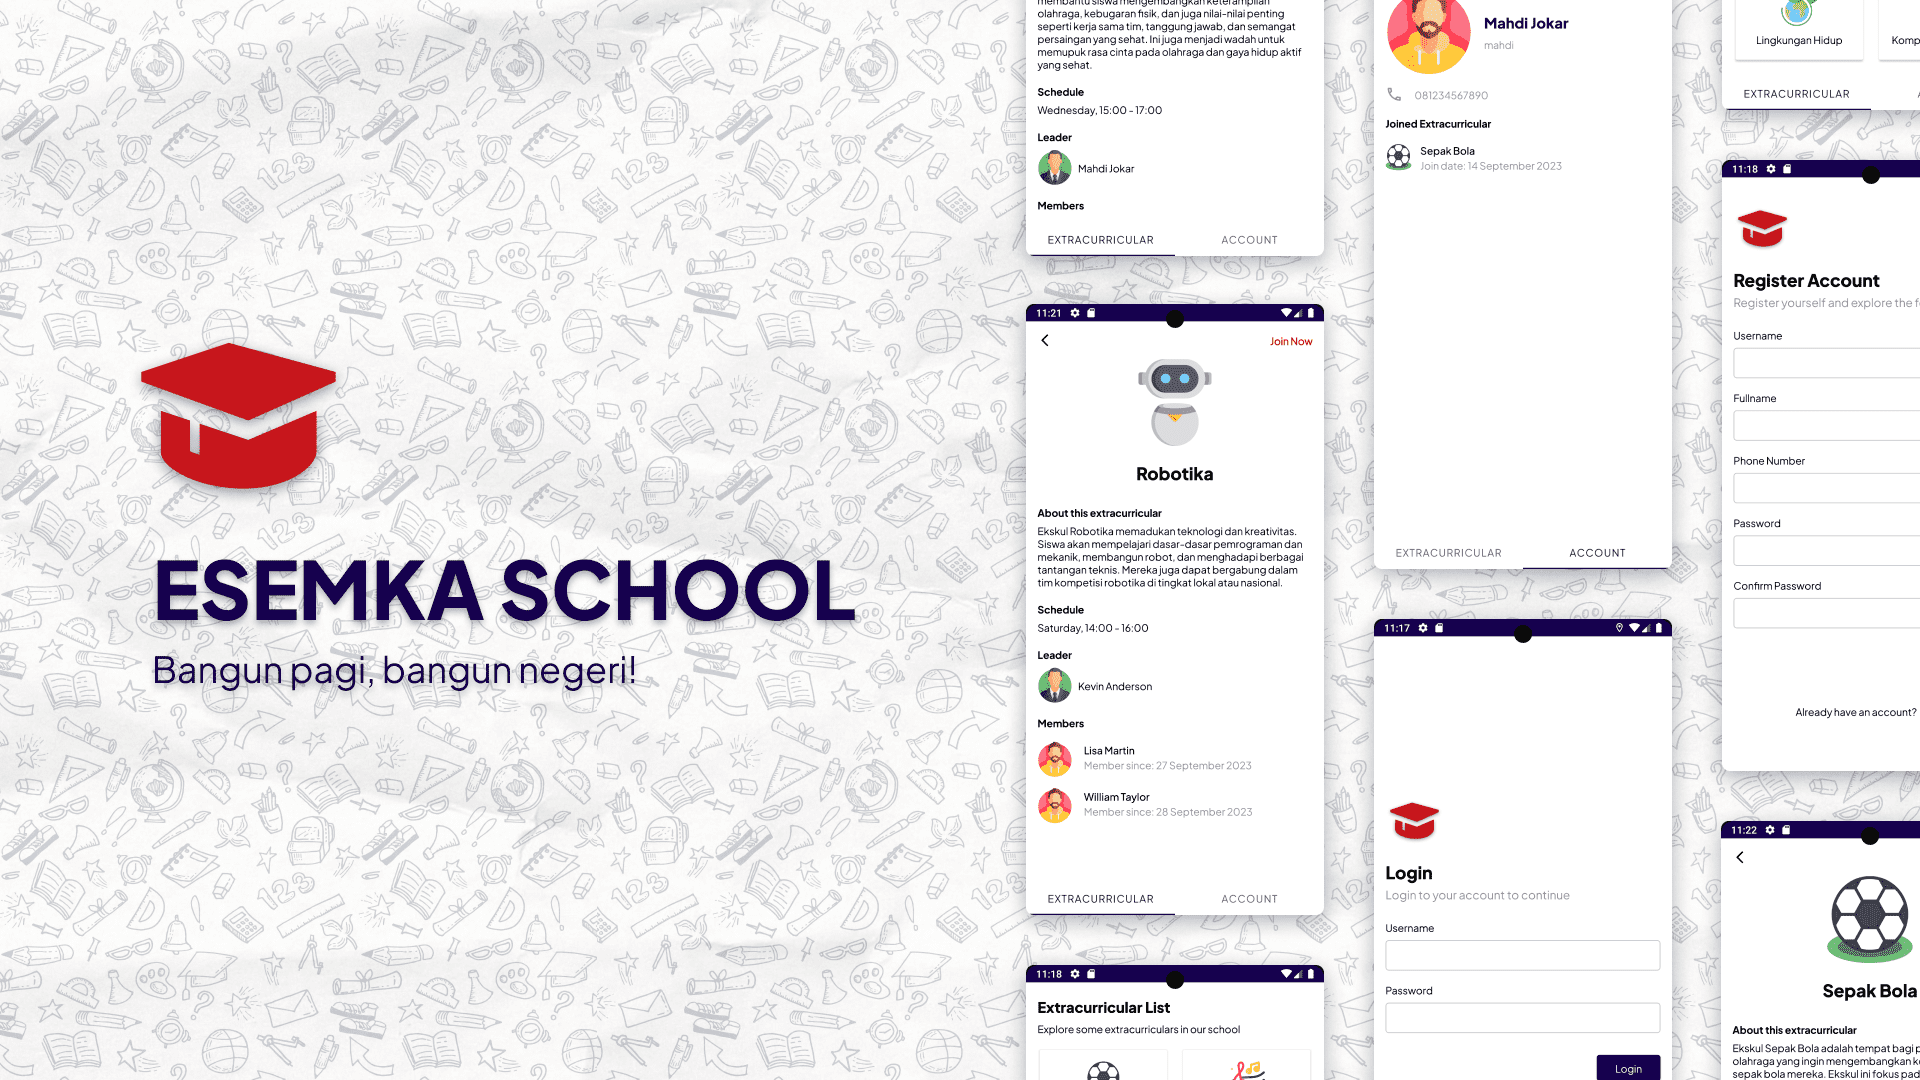 ESEMKA SCHOOL
Bangun pagi, bangun negeri!
membantu siswa mengembangkan keterampilan
olahraga, kebugaran fisik, dan juga nilai-nilai penting
seperti kerja sama tim, tanggung jawab, dan semangat
persaingan yang sehat. Ini juga menjadi wadah untuk
memupuk rasa cinta pada olahraga dan gaya hidup aktif
yang sehat.
Schedule
Wednesday, 15:00 - 17:00
Leader
Mahdi Jokar
Members
EXTRACURRICULAR ACCOUNT
11:21
Join Now
Robotika
About this extracurricular
Ekskul Robotika memadukan teknologi dan kreativitas.
Siswa akan mempelajari dasar-dasar pemrograman dan
mekanik, membangun robot, dan menghadapi berbagai
tantangan teknis. Mereka juga dapat bergabung dalam
tim kompetisi robotika di tingkat lokal atau nasional.
Schedule
Saturday, 14:00 - 16:00
Leader
Kevin Anderson
Members
Lisa Martin
Member since: 27 September 2023
William Taylor
Member since: 28 September 2023
EXTRACURRICULAR ACCOUNT
11:18
Extracurricular List
Explore some extracurriculars in our school
Mahdi Jokar
mahdi
081234567890
Joined Extracurricular
Sepak Bola
Join date: 14 September 2023
EXTRACURRICULAR ACCOUNT
11:17
Login
Login to your account to continue
Username
Password
Login
Lingkungan Hidup
Komp
EXTRACURRICULAR
11:18
Register Account
Register yourself and explore the f
Username
Fullname
Phone Number
Password
Confirm Password
Already have an account?
11:22
Sepak Bola
About this extracurricular
Ekskul Sepak Bola adalah tempat bagi p
olahraga yang ingin mengembangkan ke
sepak bola mereka. Ekskul ini fokus pad